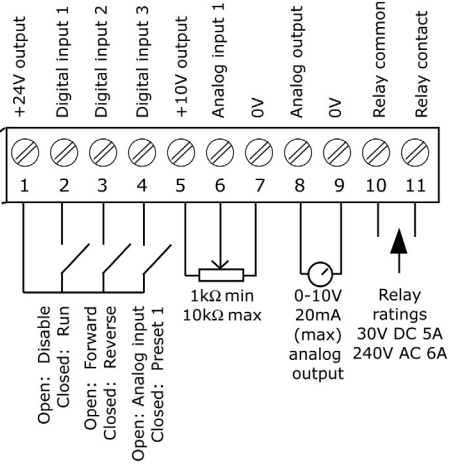 +24V output
Digital input 1
Digital input 2
Digital input 3
+10V output
Analog input 1
0V
Analog output
0V
Relay common
Relay contact
1 2 3 4 5 6 7 8 9 10 11
Open: Disable
Closed: Run
Open: Forward
Closed: Reverse
Open: Analog input
Closed: Preset 1
1kΩ min
10kΩ max
0-10V
20mA
(max)
analog
output
Relay
ratings
30V DC 5A
240V AC 6A